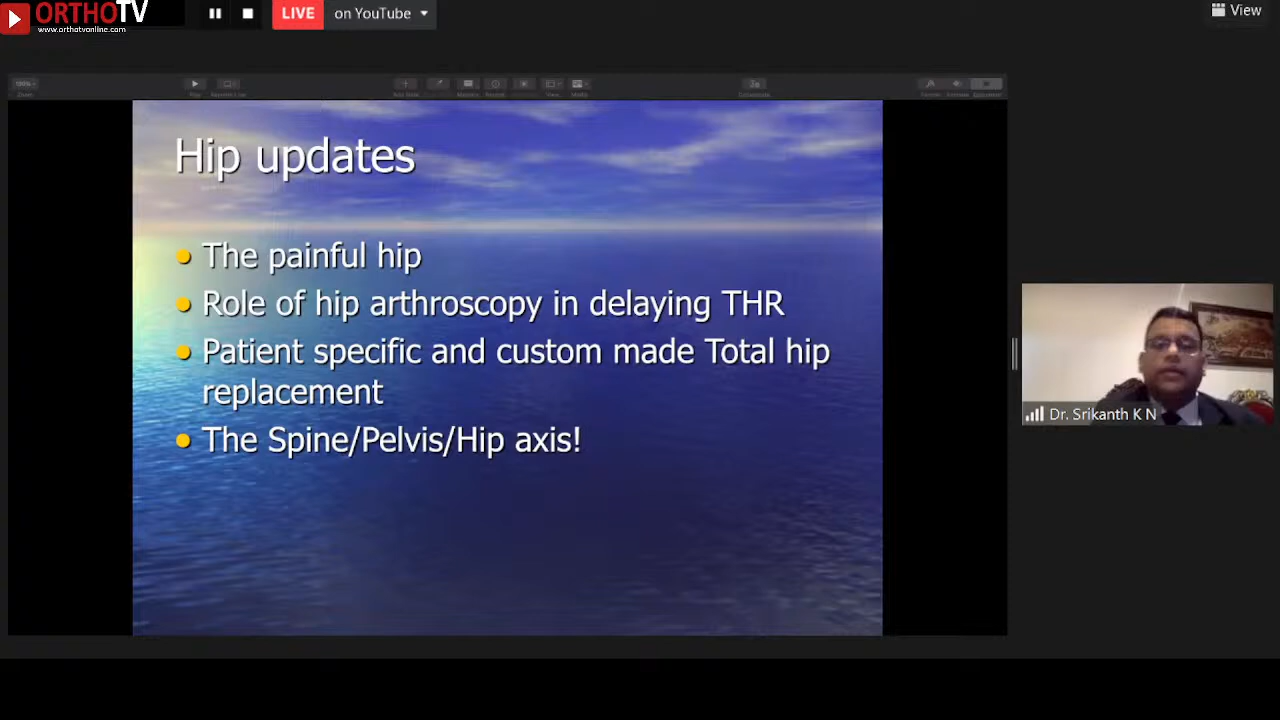 ORTHOTV
www.orthotvonline.com
LIVE
on YouTube
View
Hip updates
The painful hip
Role of hip arthroscopy in delaying THR
Patient specific and custom made Total hip
replacement
The Spine/Pelvis/Hip axis!
Dr. Srikanth K N